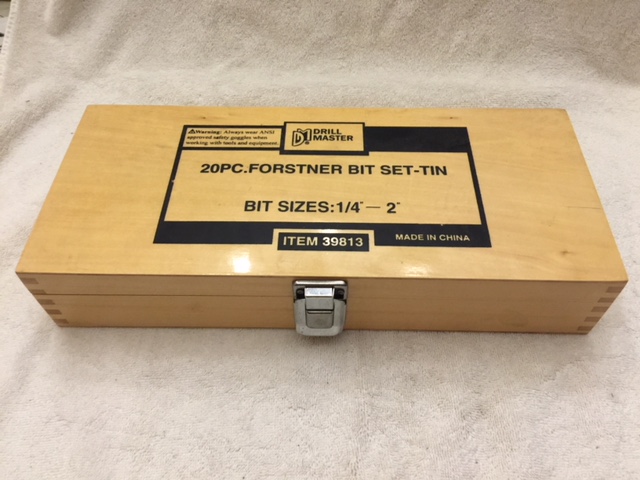 ⚠Warning: Always wear ANSI
approved safety goggles when
working with tools and equipment.
DM DRILL
MASTER
20PC.FORSTNER BIT SET-TIN
BIT SIZES:1/4"— 2"
ITEM 39813
MADE IN CHINA